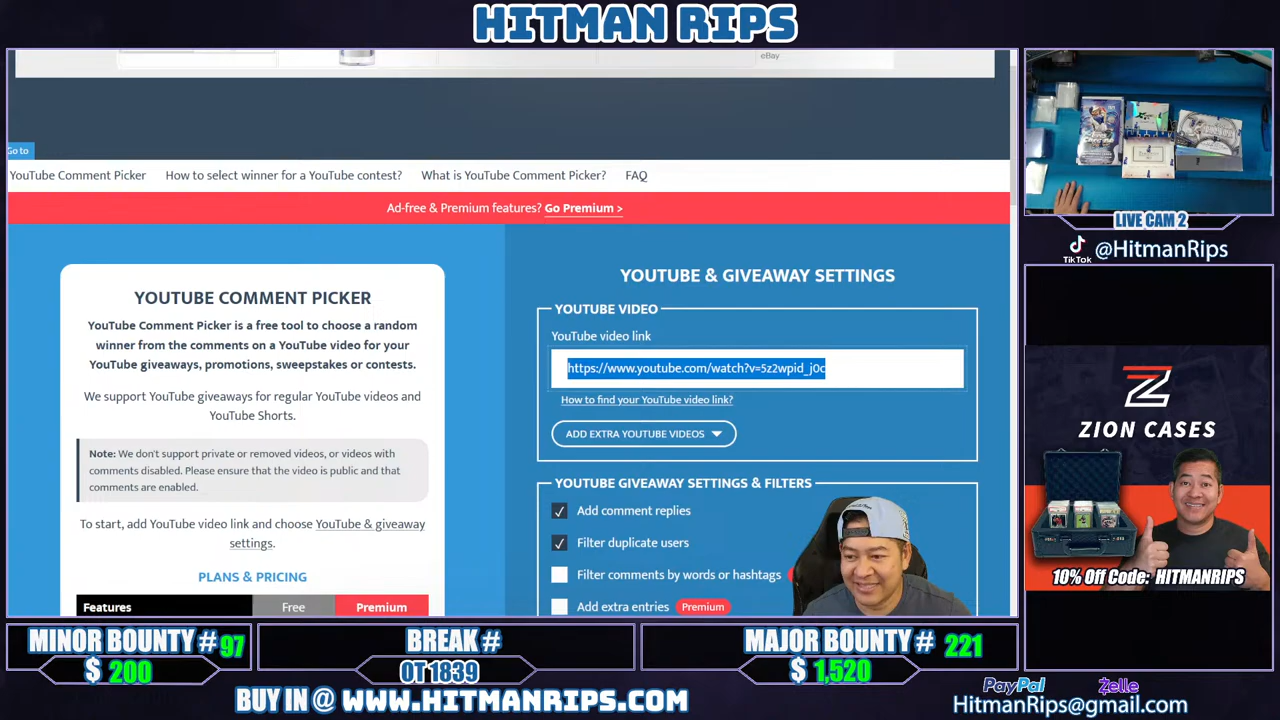 HITMAN RIPS
eBay
Go to
YouTube Comment Picker
How to select winner for a YouTube contest?
What is YouTube Comment Picker?
FAQ
Ad-free & Premium features? Go Premium >
YOUTUBE COMMENT PICKER
YouTube Comment Picker is a free tool to choose a random
winner from the comments on a YouTube video for your
YouTube giveaways, promotions, sweepstakes or contests.
We support YouTube giveaways for regular YouTube videos and
YouTube Shorts.
Note: We don't support private or removed videos, or videos with
comments disabled. Please ensure that the video is public and that
comments are enabled.
To start, add YouTube video link and choose YouTube & giveaway
settings.
PLANS & PRICING
Features Free Premium
YOUTUBE & GIVEAWAY SETTINGS
YOUTUBE VIDEO
YouTube video link
https://www.youtube.com/watch?v=5z2wpid_j0c
How to find your YouTube video link?
ADD EXTRA YOUTUBE VIDEOS
YOUTUBE GIVEAWAY SETTINGS & FILTERS
Add comment replies
Filter duplicate users
Filter comments by words or hashtags
Add extra entries Premium
LIVE CAM 2
TikTok
@HitmanRips
ZION CASES
10% Off Code: HITMANRIPS
MINOR BOUNTY # 97
$ 200
BREAK #
OT 1839
MAJOR BOUNTY # 221
$ 1,520
BUY IN @ WWW.HITMANRIPS.COM
PayPal Zelle
HitmanRips@gmail.com